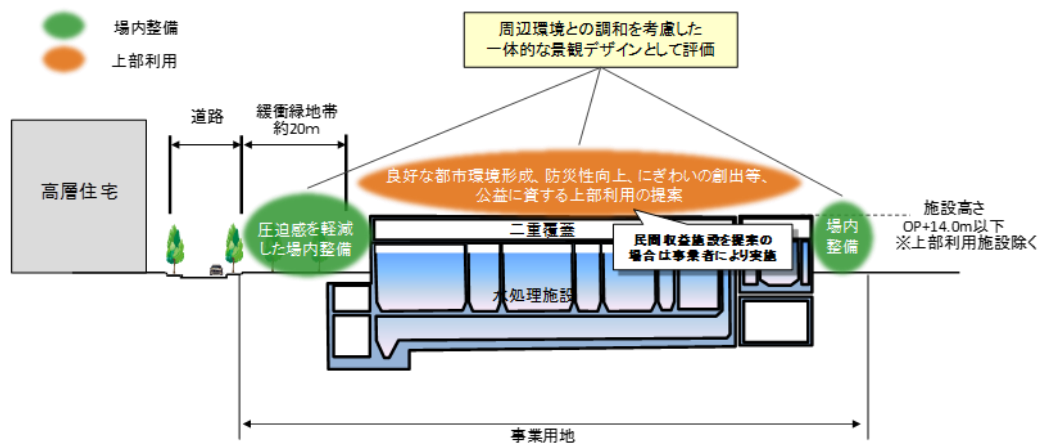 場内整備
上部利用
周辺環境との調和を考慮した
一体的な景観デザインとして評価
道路
緩衝緑地帯
約20m
高層住宅
良好な都市環境形成、防災性向上、にぎわいの創出等、
公益に資する上部利用の提案
圧迫感を軽減
した場内整備
二重覆蓋
民間収益施設を提案の
場合は事業者により実施
場内
整備
施設高さ
OP+14.0m以下
※上部利用施設除く
水処理施設
事業用地